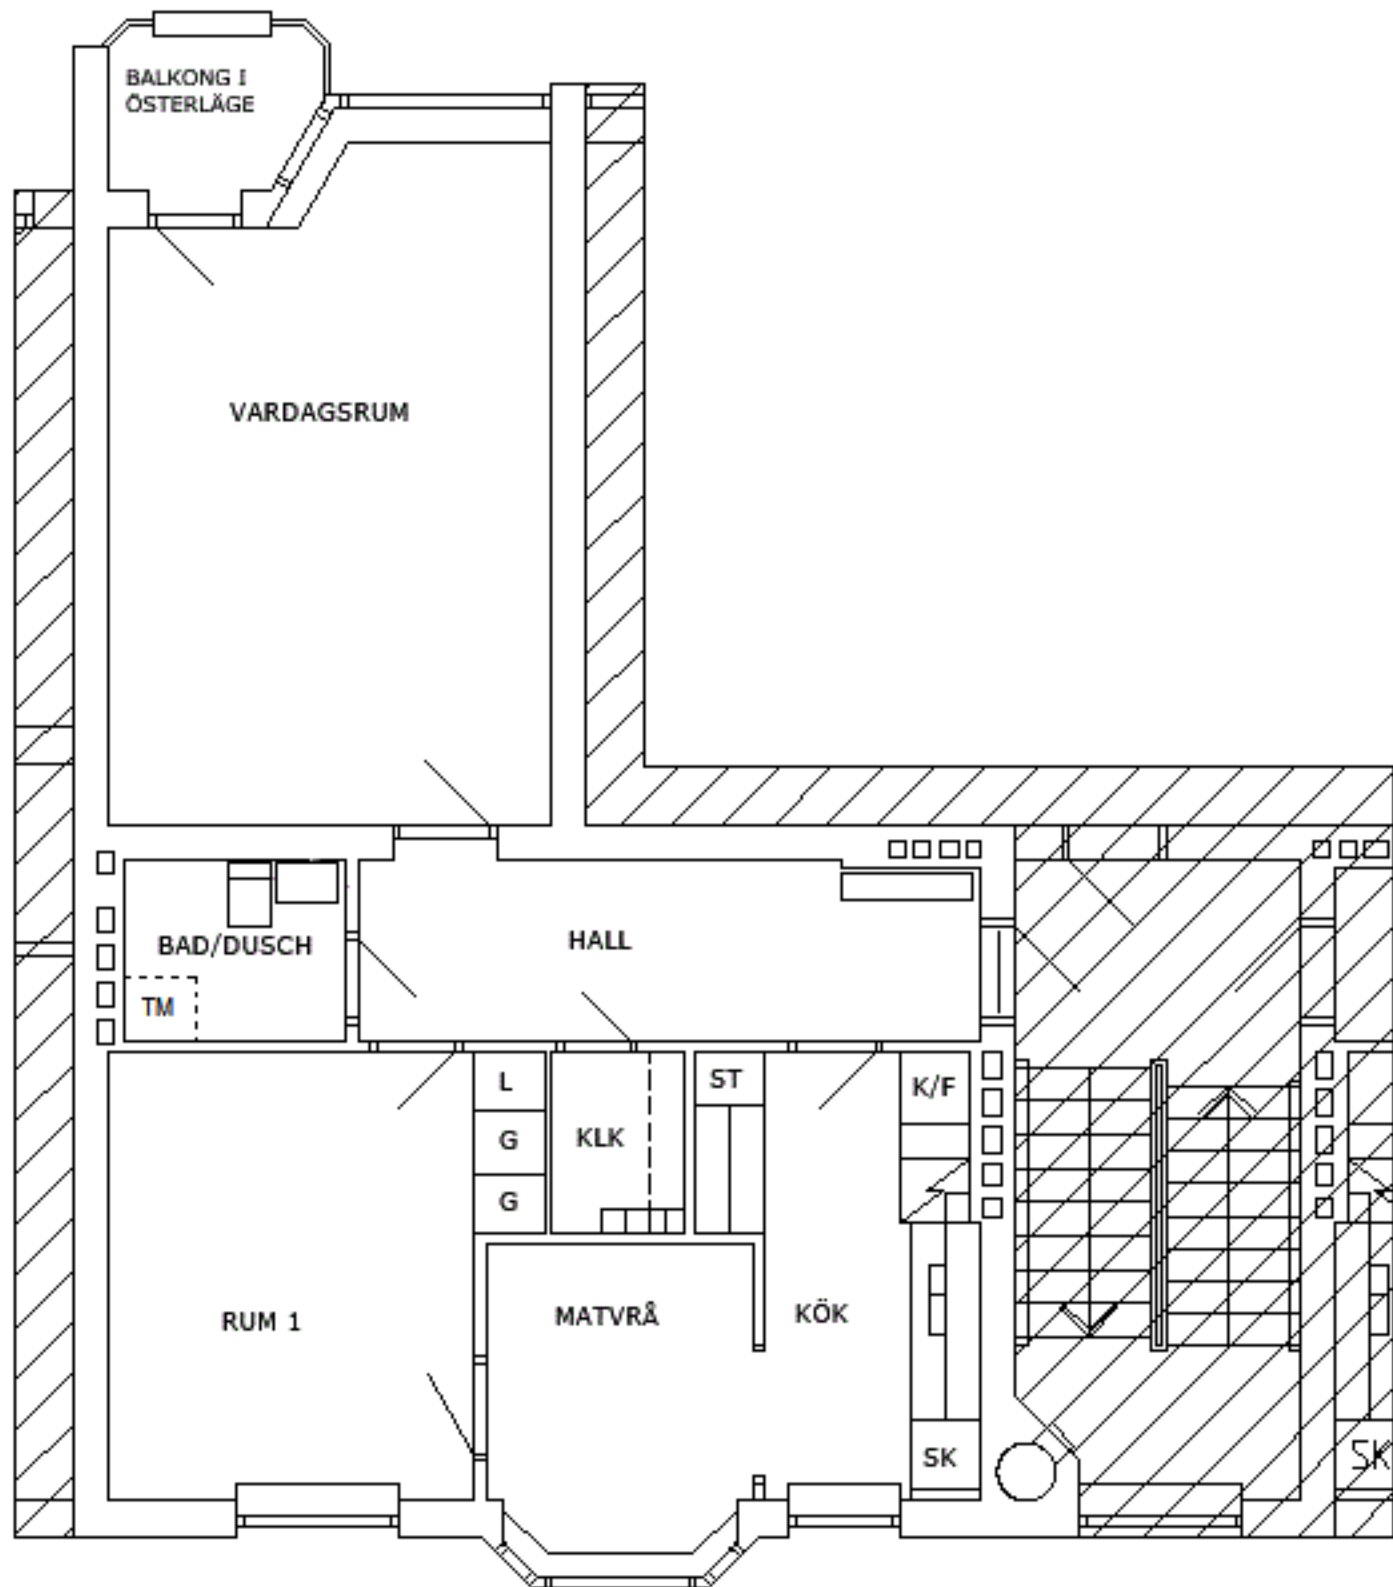 BALKONG I
ÖSTERLÄGE
VARDAGSRUM
BAD/DUSCH
HALL
TM
L
ST
K/F
G
KLK
G
RUM 1
MATVRÅ
KÖK
SK
SK